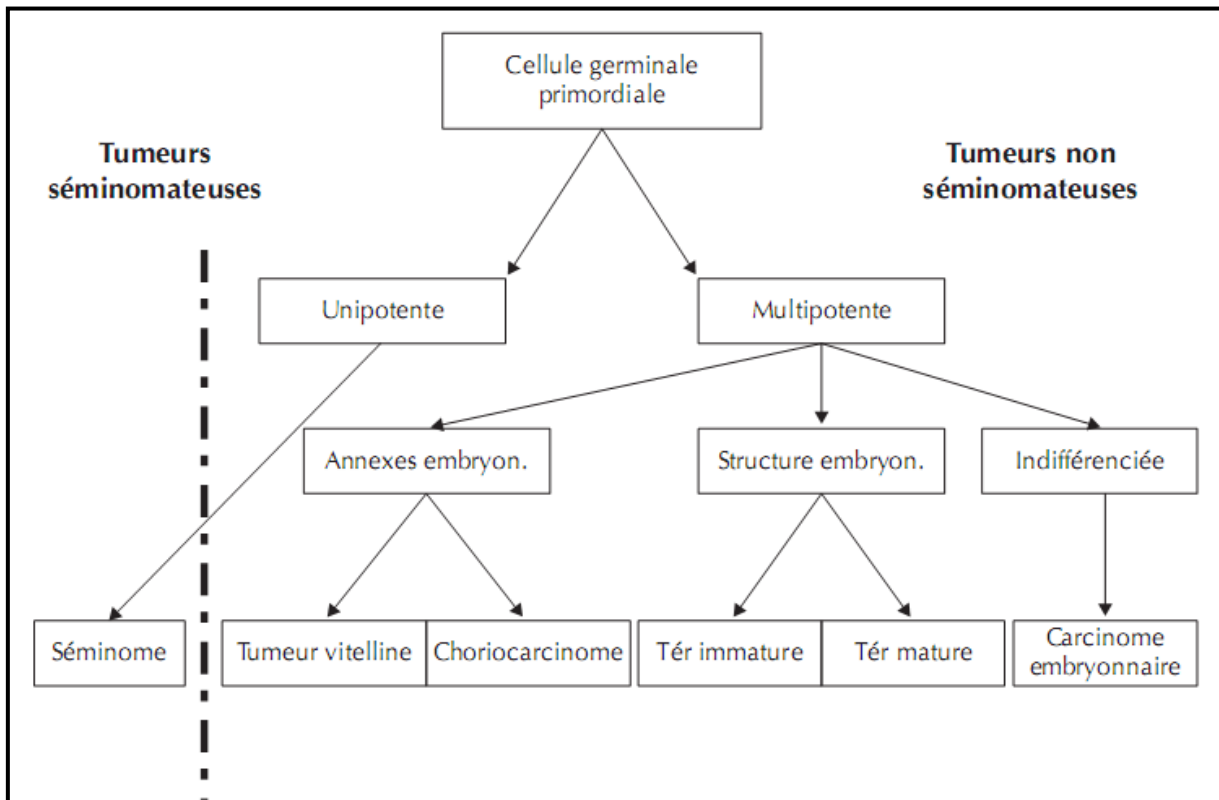 Cellule germinale
primordiale
Tumeurs
séminomateuses
Tumeurs non
séminomateuses
Unipotente
Multipotente
Annexes embryon.
Structure embryon.
Indifférenciée
Séminome
Tumeur vitelline
Choriocarcinome
Tér immature
Tér mature
Carcinome
embryonnaire